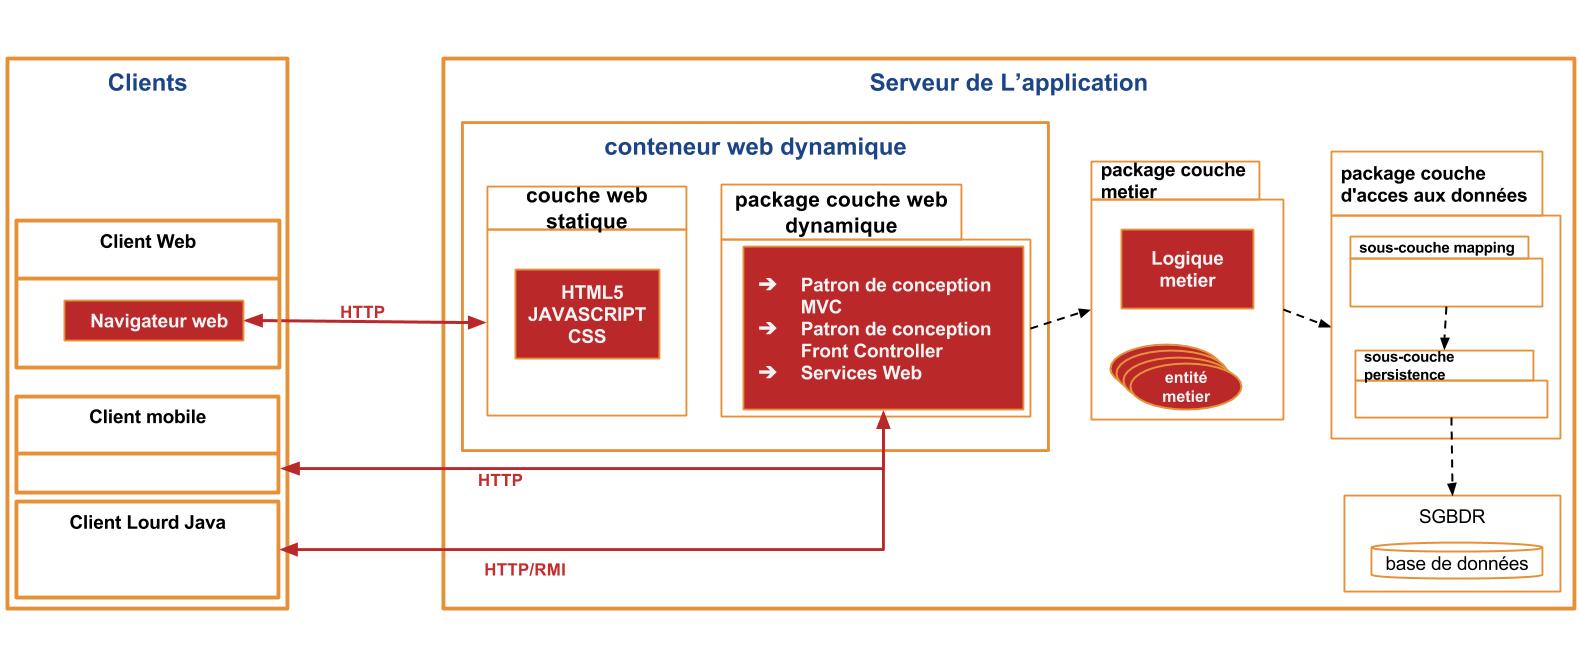 Clients
Client Web
Navigateur web
Client mobile
Client Lourd Java
HTTP
HTTP
HTTP/RMI
Serveur de L’application
conteneur web dynamique
couche web
statique
HTML5
JAVASCRIPT
CSS
package couche web
dynamique
➔ Patron de conception
MVC
➔ Patron de conception
Front Controller
➔ Services Web
package couche
metier
Logique
metier
entité
metier
package couche
d'acces aux données
sous-couche mapping
sous-couche
persistence
SGBDR
base de données